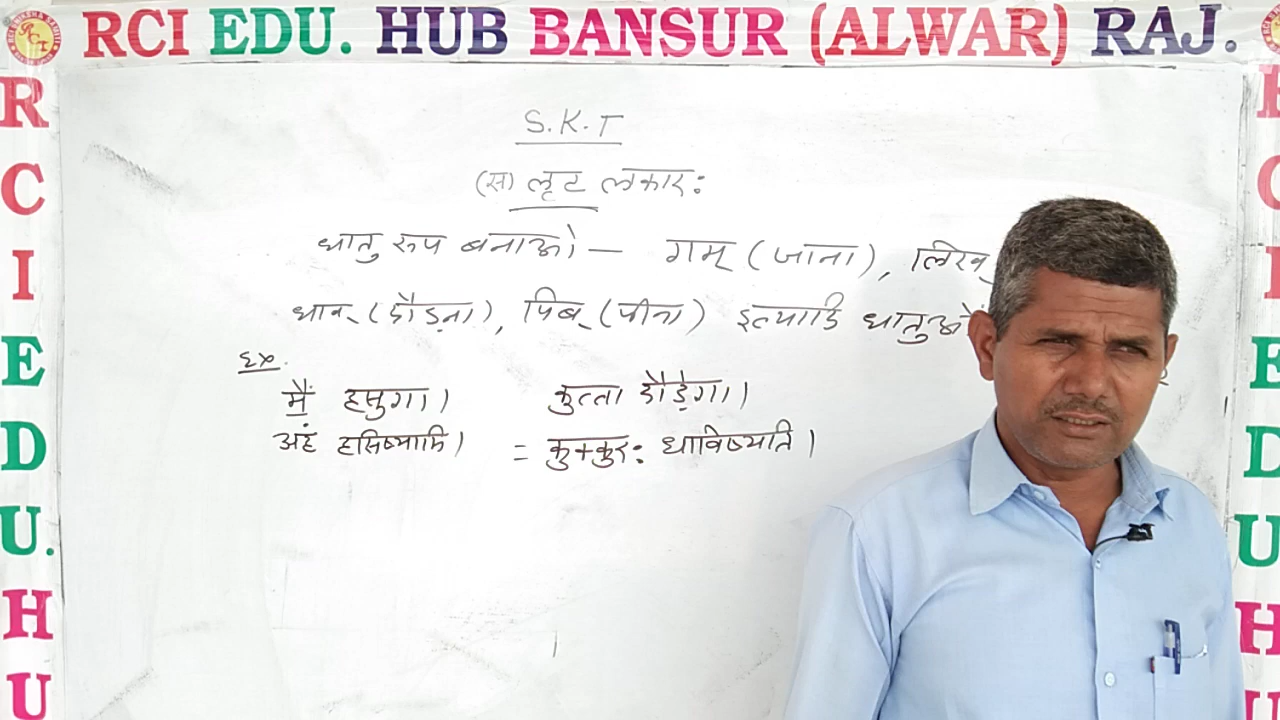 RCI EDU. HUB BANSUR (ALWAR) RAJ.
R
C
I
E
D
U.
H
U
S.K.T
(स) लृट लकार:
धातु रुप बनाओ — गम् (जाना), लिख्
धाव् (दौड़ना), पिब् (पीना) इत्यादि धातुओं
Ex.
मैं हसुगा। कुत्ता दौड़ेगा।
अहं हसिष्यामि। = कुक्कुर: धाविष्यति।
E
D
U
H